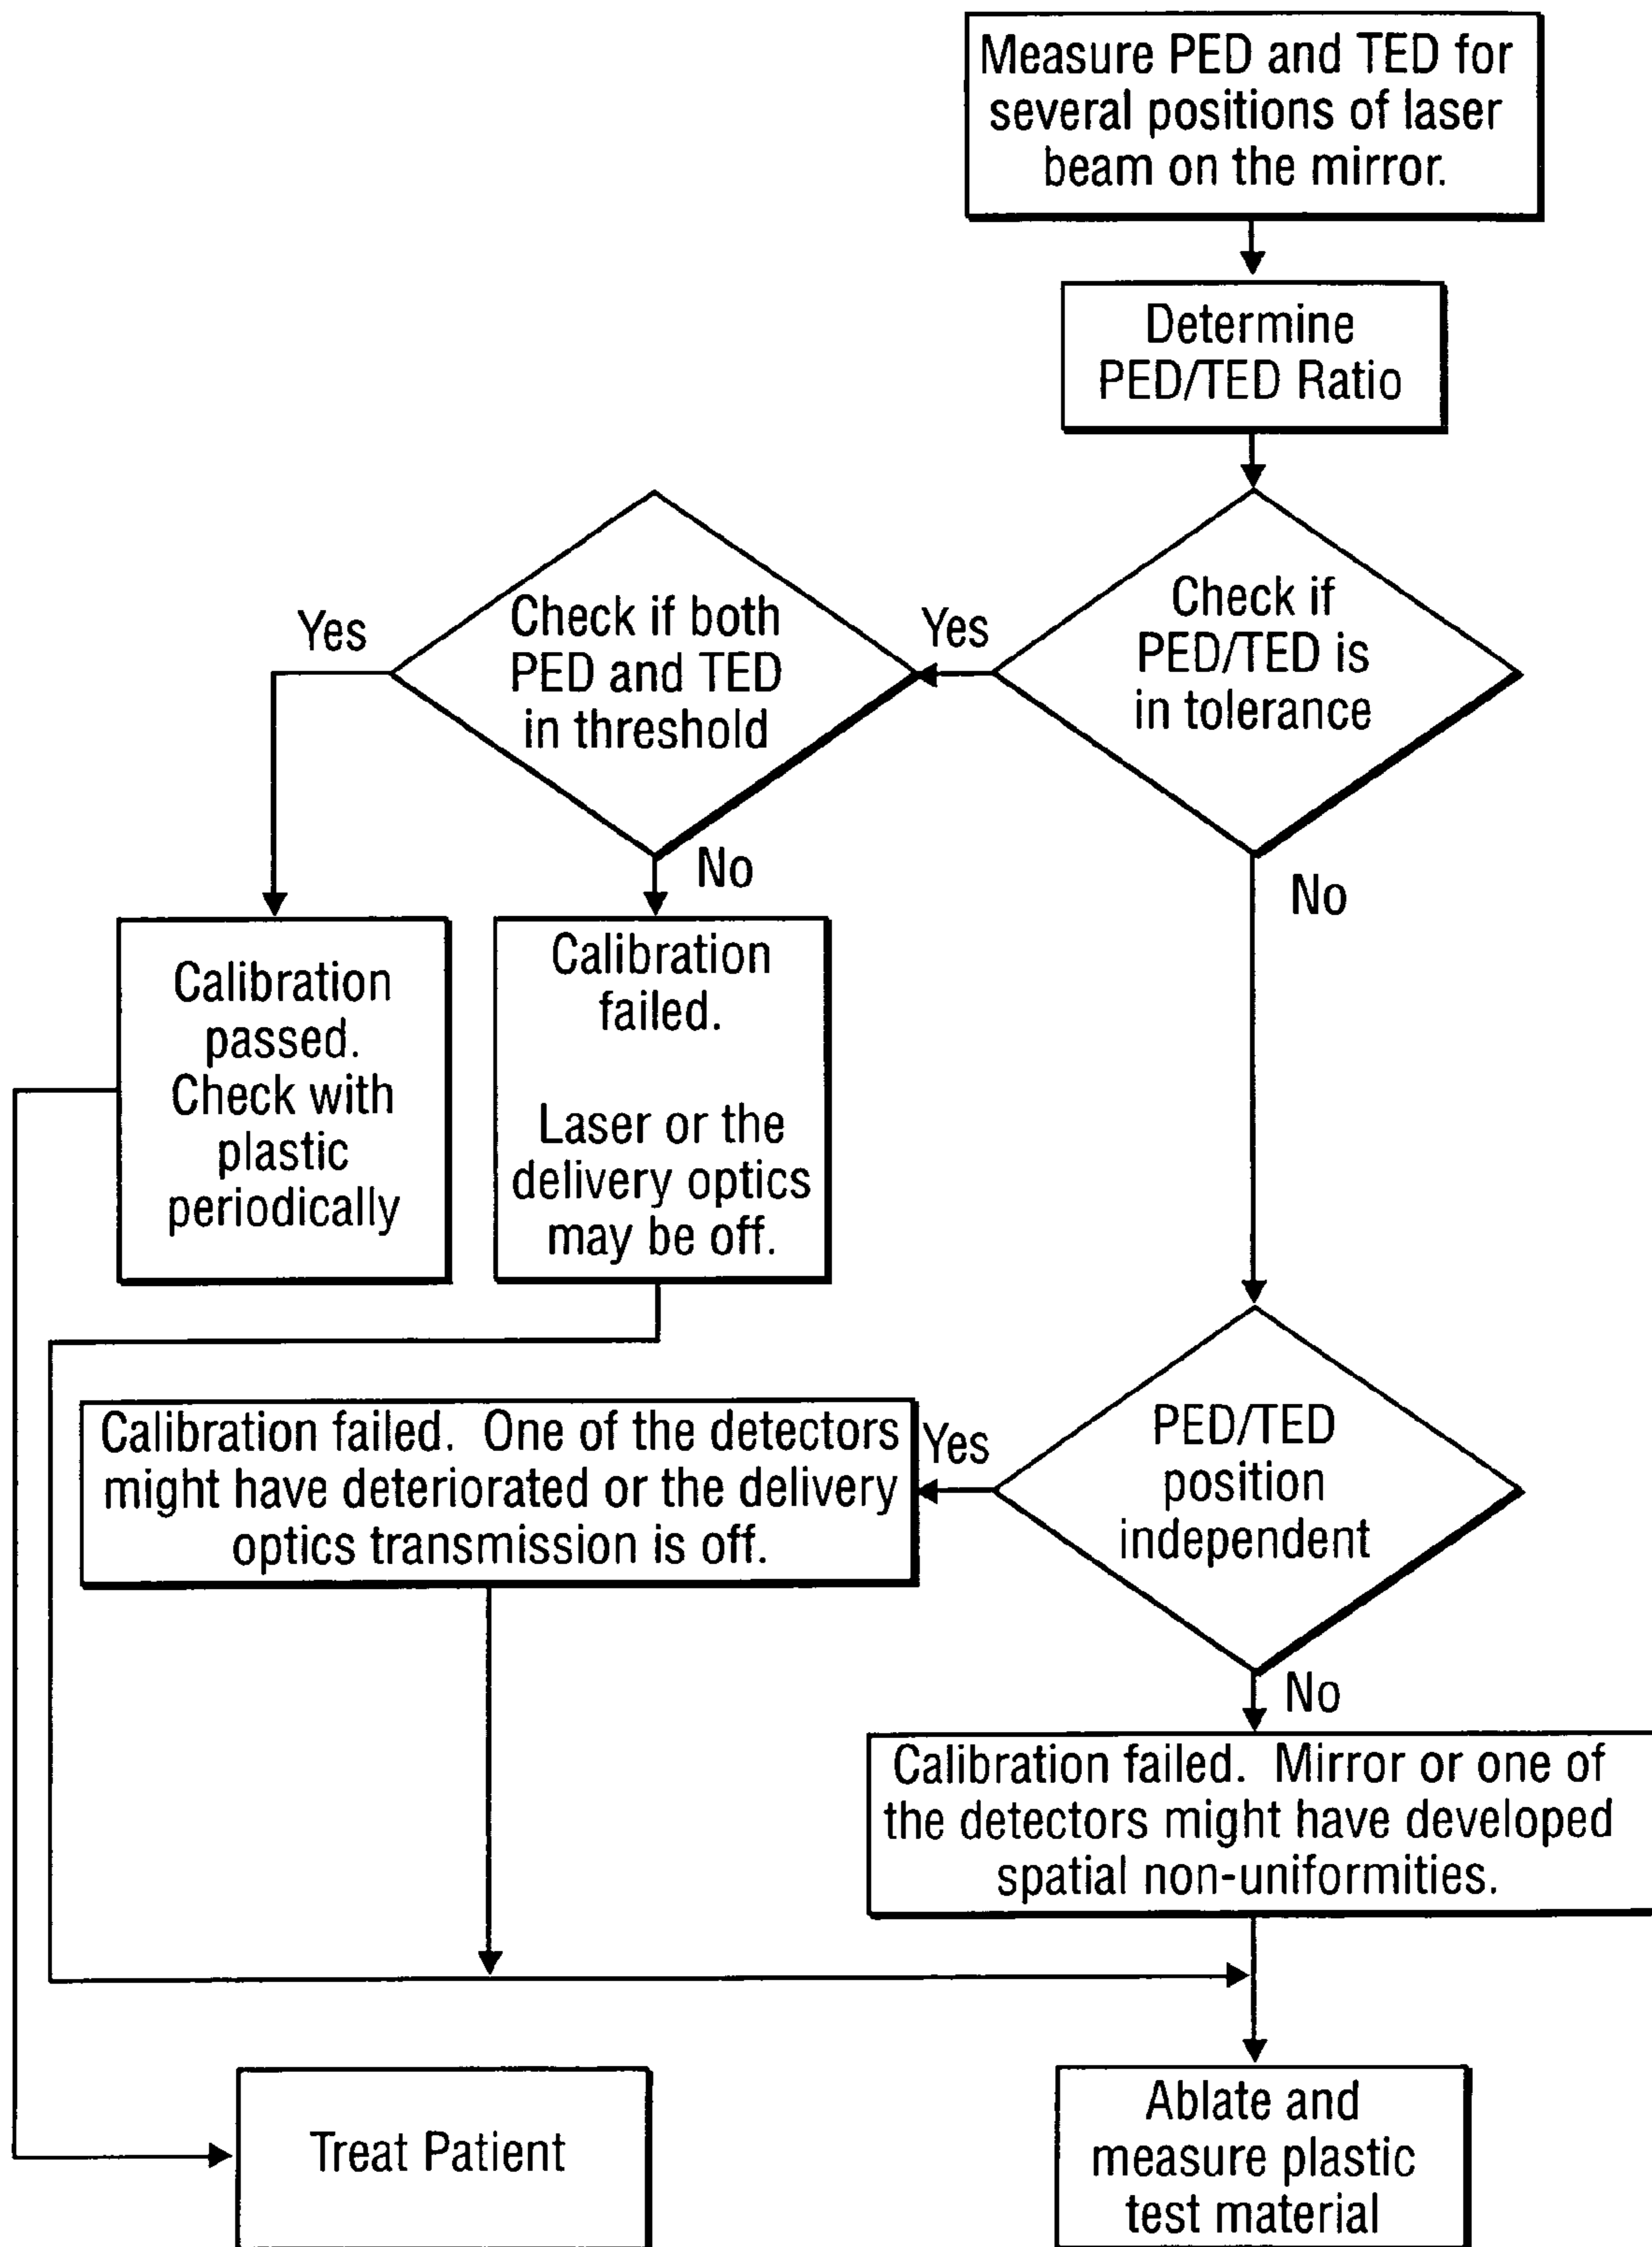 Measure PED and TED for
several positions of laser
beam on the mirror.
Determine
PED/TED Ratio
Check if
PED/TED is
in tolerance
Yes
No
Check if both
PED and TED
in threshold
Yes
No
Calibration
passed.
Check with
plastic
periodically
Calibration
failed.
Laser or the
delivery optics
may be off.
PED/TED
position
independent
Yes
No
Calibration failed. One of the detectors
might have deteriorated or the delivery
optics transmission is off.
Calibration failed. Mirror or one of
the detectors might have developed
spatial non-uniformities.
Treat Patient
Ablate and
measure plastic
test material